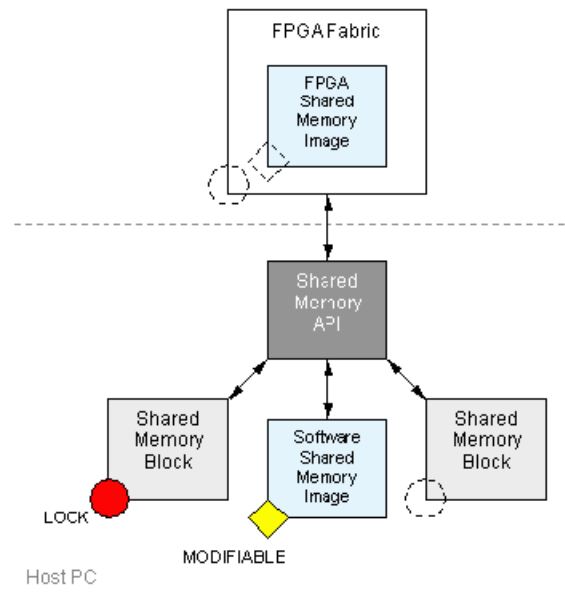 FPGA Fabric
FPGA
Shared
Memory
Image
Shared
Memory
API
Shared
Memory
Block
Software
Shared
Memory
Image
Shared
Memory
Block
LOCK
MODIFIABLE
Host PC